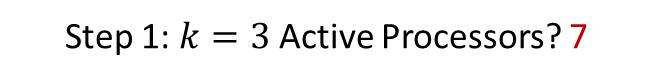 Step 1: k = 3 Active Processors? 7